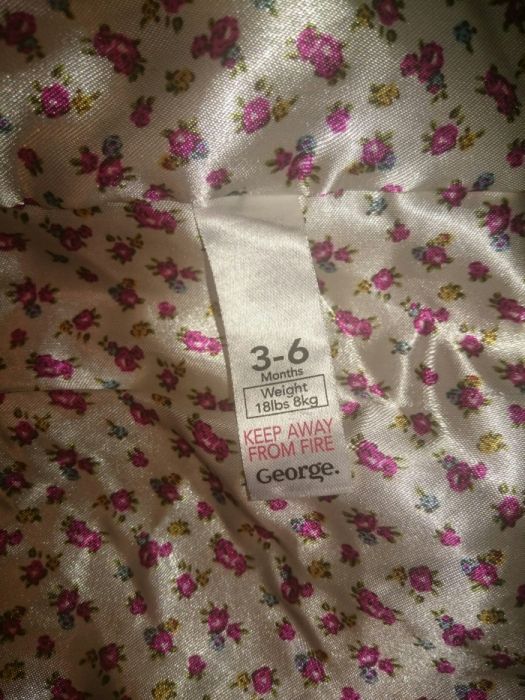 3-6
Months
Weight
18lbs 8kg
KEEP AWAY
FROM FIRE
George.